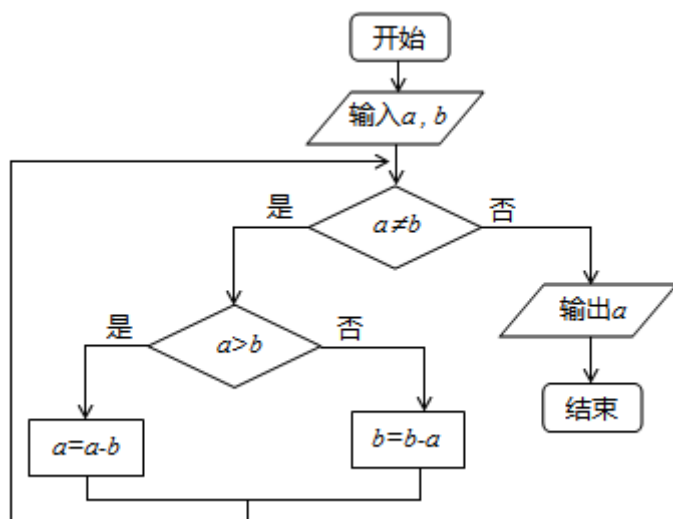 开始
输入a , b
是
a≠b
否
输出a
是
a>b
否
结束
a=a-b
b=b-a